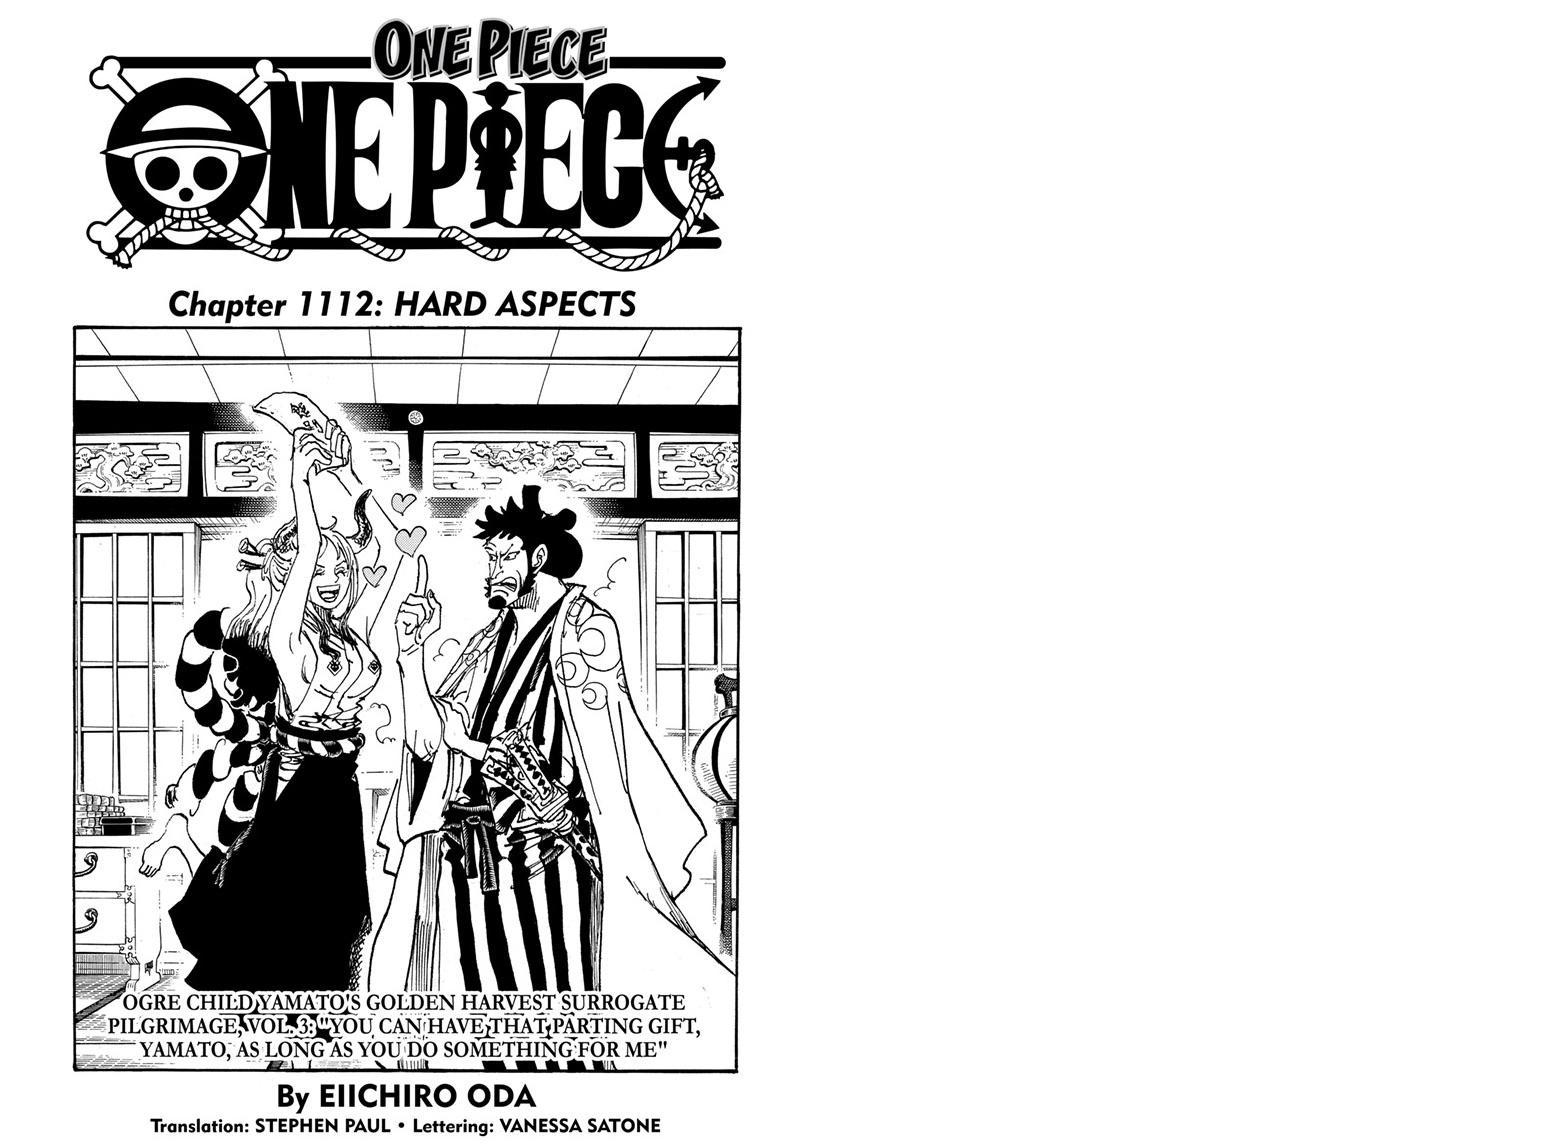 ONE PIECE
ONE PIECE
Chapter 1112: HARD ASPECTS
OGRE CHILD YAMATO'S GOLDEN HARVEST SURROGATE
PILGRIMAGE, VOL. 3: "YOU CAN HAVE THAT PARTING GIFT,
YAMATO, AS LONG AS YOU DO SOMETHING FOR ME"
By EIICHIRO ODA
Translation: STEPHEN PAUL • Lettering: VANESSA SATONE